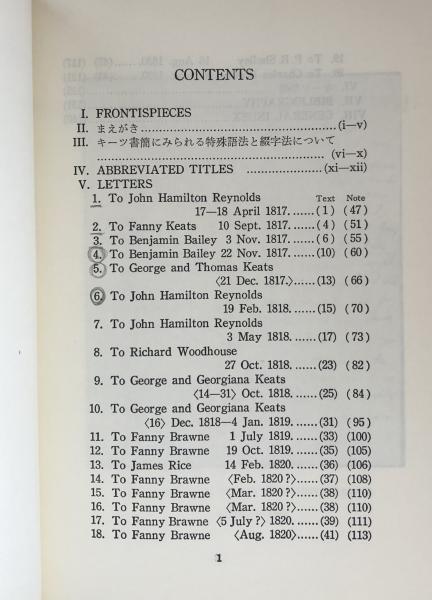 CONTENTS
I. FRONTISPIECES
II. まえがき......(i—v)
III. キーツ書簡にみられる特殊語法と綴字法について
......(vi—x)
IV. ABBREVIATED TITLES ......(xi—xii)
V. LETTERS
1. To John Hamilton Reynolds Text Note
17—18 April 1817.......(1) (47)
2. To Fanny Keats 10 Sept. 1817.......(4) (51)
3. To Benjamin Bailey 3 Nov. 1817.......(6) (55)
4. To Benjamin Bailey 22 Nov. 1817.......(10) (60)
5. To George and Thomas Keats
〈21 Dec. 1817.〉......(13) (66)
6. To John Hamilton Reynolds
19 Feb. 1818.......(15) (70)
7. To John Hamilton Reynolds
3 May 1818.......(17) (73)
8. To Richard Woodhouse
27 Oct. 1818.......(23) (82)
9. To George and Georgiana Keats
〈14—31〉 Oct. 1818.......(25) (84)
10. To George and Georgiana Keats
〈16〉 Dec. 1818—4 Jan. 1819.......(31) (95)
11. To Fanny Brawne 1 July 1819.......(33) (100)
12. To Fanny Brawne 19 Oct. 1819.......(35) (105)
13. To James Rice 14 Feb. 1820.......(36) (106)
14. To Fanny Brawne 〈Feb. 1820?〉......(37) (108)
15. To Fanny Brawne 〈Mar. 1820?〉......(38) (110)
16. To Fanny Brawne 〈Mar. 1820?〉......(38) (110)
17. To Fanny Brawne 〈5 July?〉 1820.......(39) (111)
18. To Fanny Brawne 〈Aug. 1820〉......(41) (113)
1